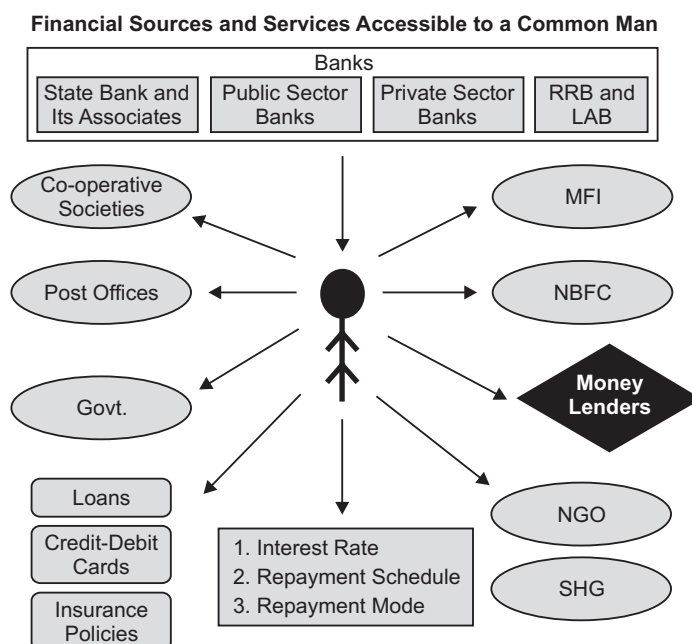 Financial Sources and Services Accessible to a Common Man
Banks
State Bank and
Its Associates
Public Sector
Banks
Private Sector
Banks
RRB and
LAB
Co-operative
Societies
MFI
Post Offices
NBFC
Govt.
Money
Lenders
Loans
Credit-Debit
Cards
Insurance
Policies
1. Interest Rate
2. Repayment Schedule
3. Repayment Mode
NGO
SHG